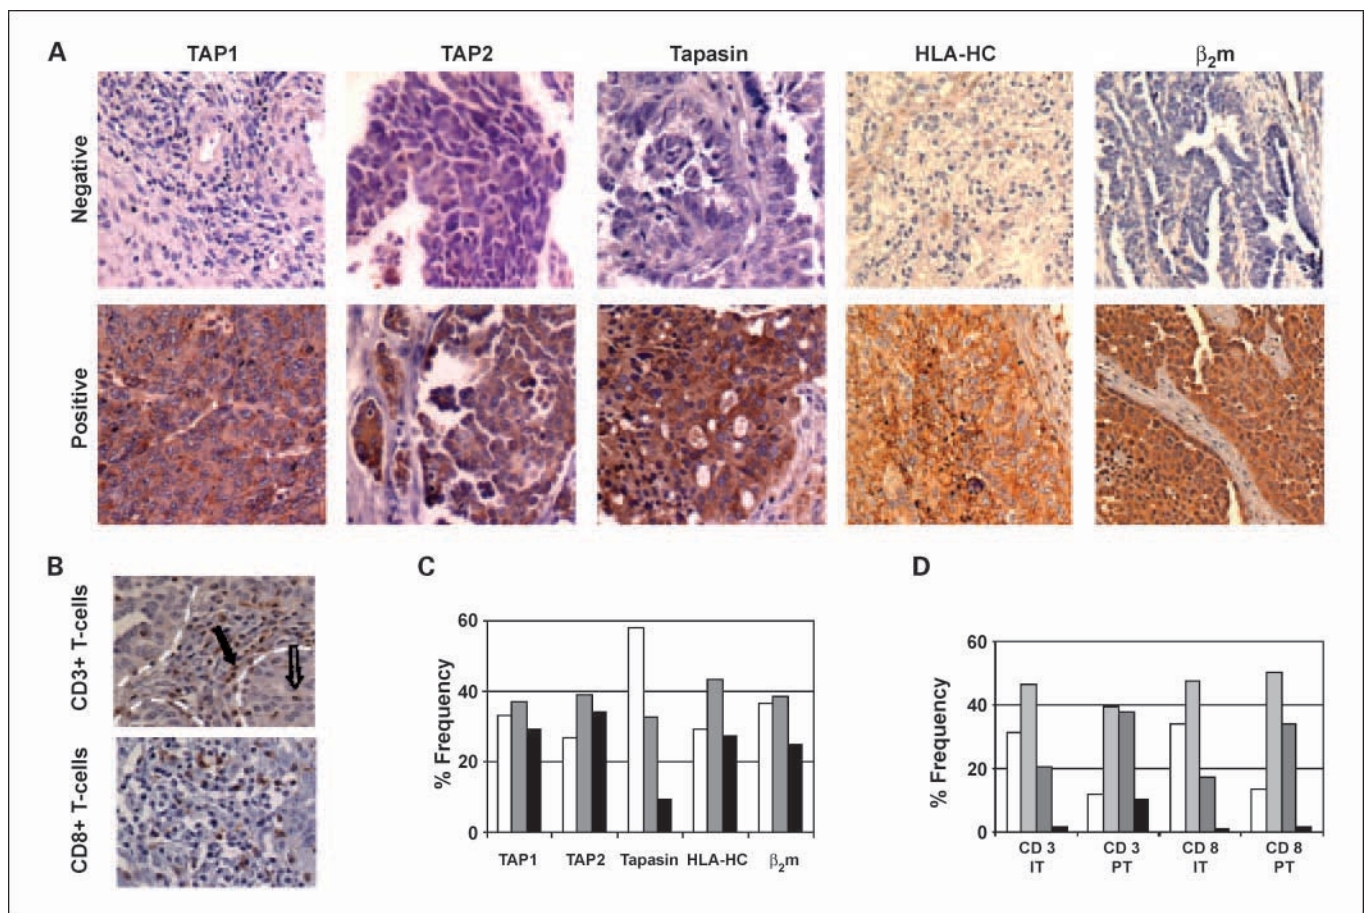 A
TAP1 TAP2 Tapasin HLA-HC β₂m
Negative
Positive
B
CD3+ T-cells
CD8+ T-cells
C
% Frequency
60
40
20
0
TAP1 TAP2 Tapasin HLA-HC β₂m
D
% Frequency
60
40
20
0
CD 3 CD 3 CD 8 CD 8
IT PT IT PT